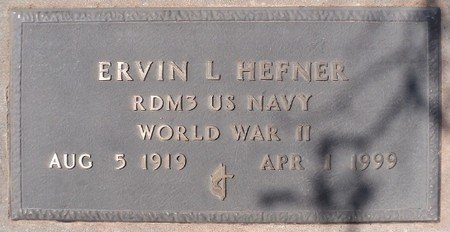 ERVIN L HEFNER
RDM3 US NAVY
WORLD WAR II
AUG 5 1919 APR 1 1999